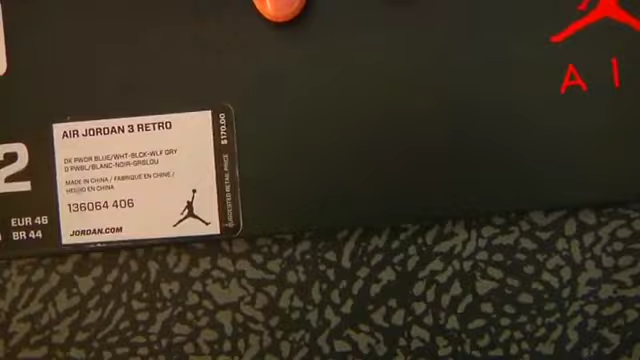 AIR JORDAN 3 RETRO
DK PWDR BLUE/WHT-BLCK-WLF GRY
D PWBL/BLANC-NOIR-GRSLOU
MADE IN CHINA / FABRIQUE EN CHINE /
HECHO EN CHINA
136064 406
JORDAN.COM
$170.00
SUGGESTED RETAIL PRICE
2
EUR 46
BR 44
AI